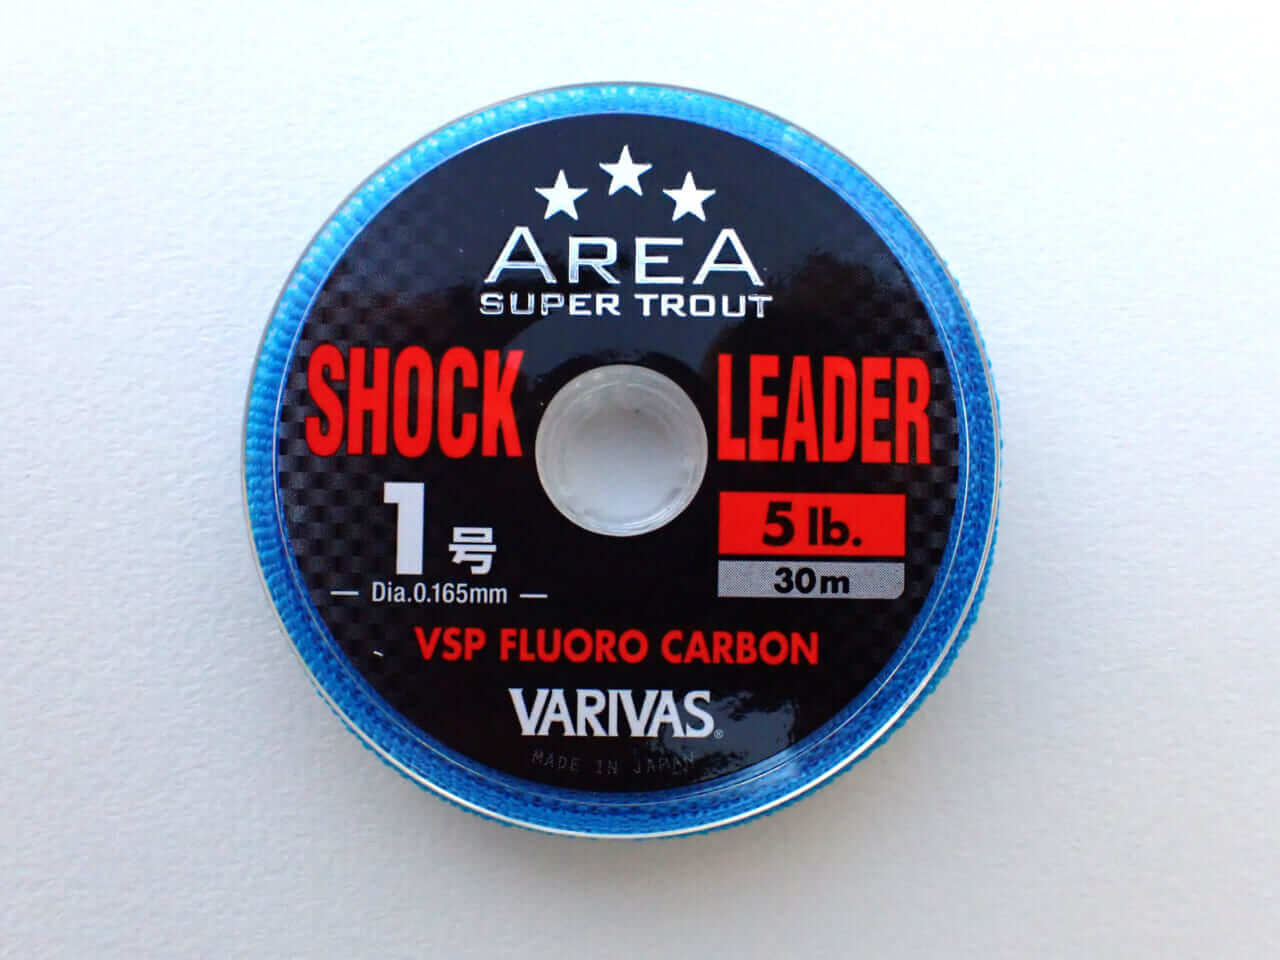 AREA
SUPER TROUT
SHOCK LEADER
1号
Dia.0.165mm
5 lb.
30m
VSP FLUORO CARBON
VARIVAS®
MADE IN JAPAN